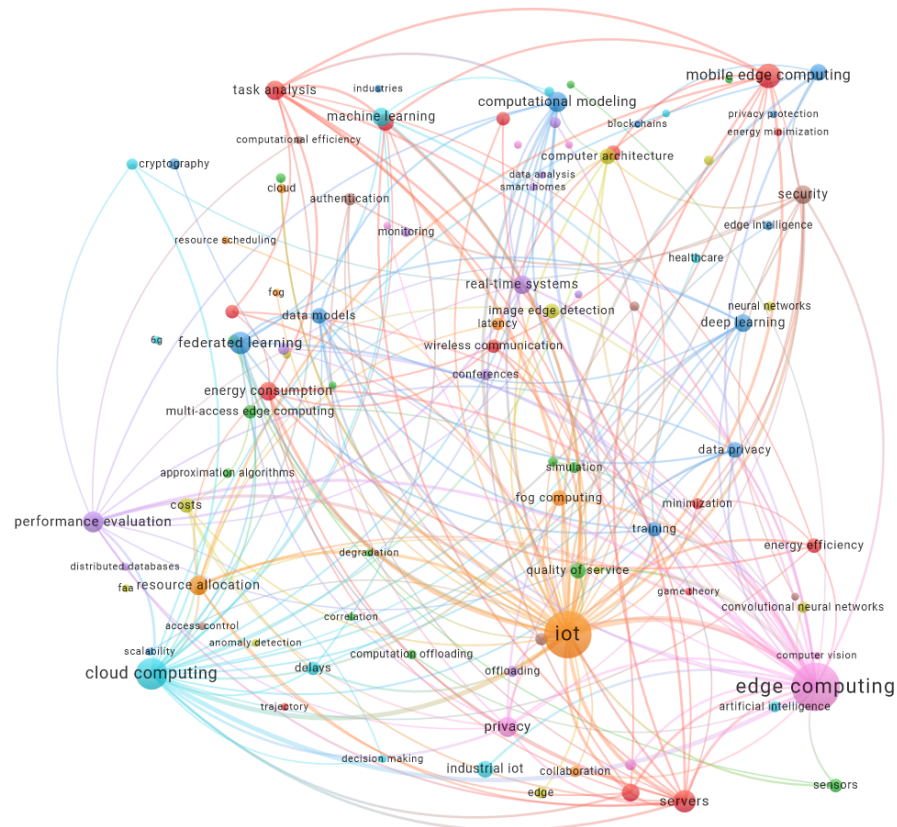 mobile edge computing
task analysis
industries
computational modeling
machine learning
privacy protection
blockchains
energy minimization
computational efficiency
computer architecture
cryptography
data analysis
smart homes
cloud
authentication
security
edge intelligence
monitoring
resource scheduling
healthcare
real-time systems
fog
neural networks
image edge detection
data models
latency
deep learning
6g
federated learning
wireless communication
conferences
energy consumption
multi-access edge computing
data privacy
simulation
approximation algorithms
fog computing
costs
minimization
performance evaluation
training
energy efficiency
degradation
distributed databases
quality of service
faa
resource allocation
game theory
convolutional neural networks
correlation
access control
iot
anomaly detection
scalability
computation offloading
computer vision
cloud computing
delays
offloading
edge computing
trajectory
artificial intelligence
privacy
decision making
industrial iot
collaboration
sensors
edge
servers